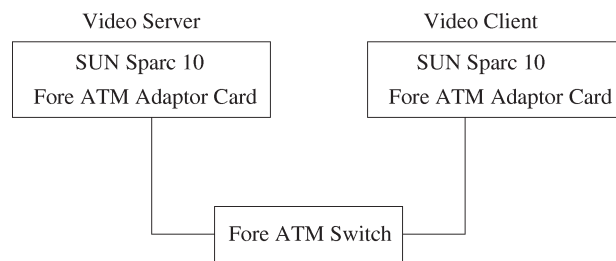 Video Server
SUN Sparc 10
Fore ATM Adaptor Card
Video Client
SUN Sparc 10
Fore ATM Adaptor Card
Fore ATM Switch